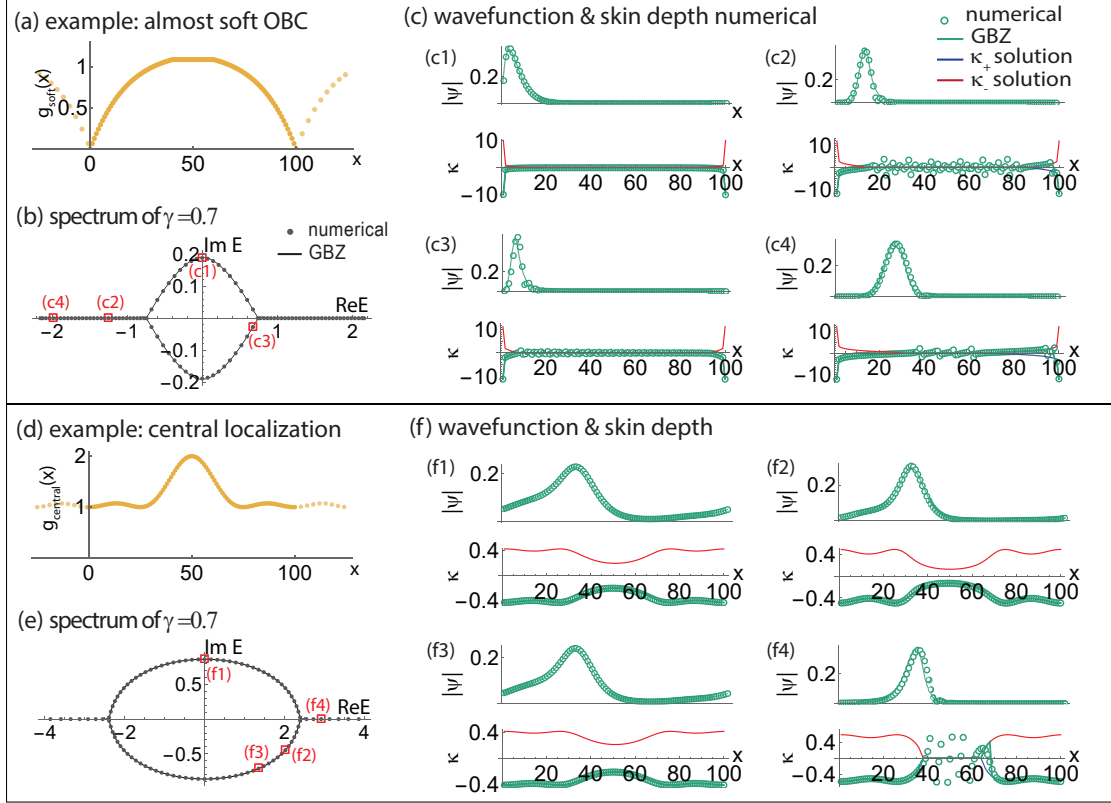 (a) example: almost soft OBC
g_soft(x)
1
0.5
0
50
100
x
(b) spectrum of γ =0.7
numerical
GBZ
Im E
0.2
0.1
−0.1
−0.2
−2
−1
1
2
ReE
(c1)
(c2)
(c3)
(c4)
(c) wavefunction & skin depth numerical
numerical
GBZ
κ+ solution
κ- solution
(c1)
|ψ|
0.2
x
κ
10
−10
20
40
60
80
100
x
(c2)
|ψ|
0.2
κ
10
−10
20
40
60
80
100
x
(c3)
|ψ|
0.2
κ
10
−10
20
40
60
80
100
(c4)
|ψ|
0.2
κ
10
−10
20
40
60
80
100
(d) example: central localization
g_central(x)
2
1
0
50
100
x
(e) spectrum of γ =0.7
Im E
0.5
−0.5
−4
−2
2
4
ReE
(f1)
(f2)
(f3)
(f4)
(f) wavefunction & skin depth
(f1)
|ψ|
0.2
κ
0.4
−0.4
20
40
60
80
100
x
(f2)
|ψ|
0.2
κ
0.4
−0.4
20
40
60
80
100
x
(f3)
|ψ|
0.2
κ
0.4
−0.4
20
40
60
80
100
x
(f4)
|ψ|
0.2
κ
0.4
−0.4
20
40
60
80
100
x